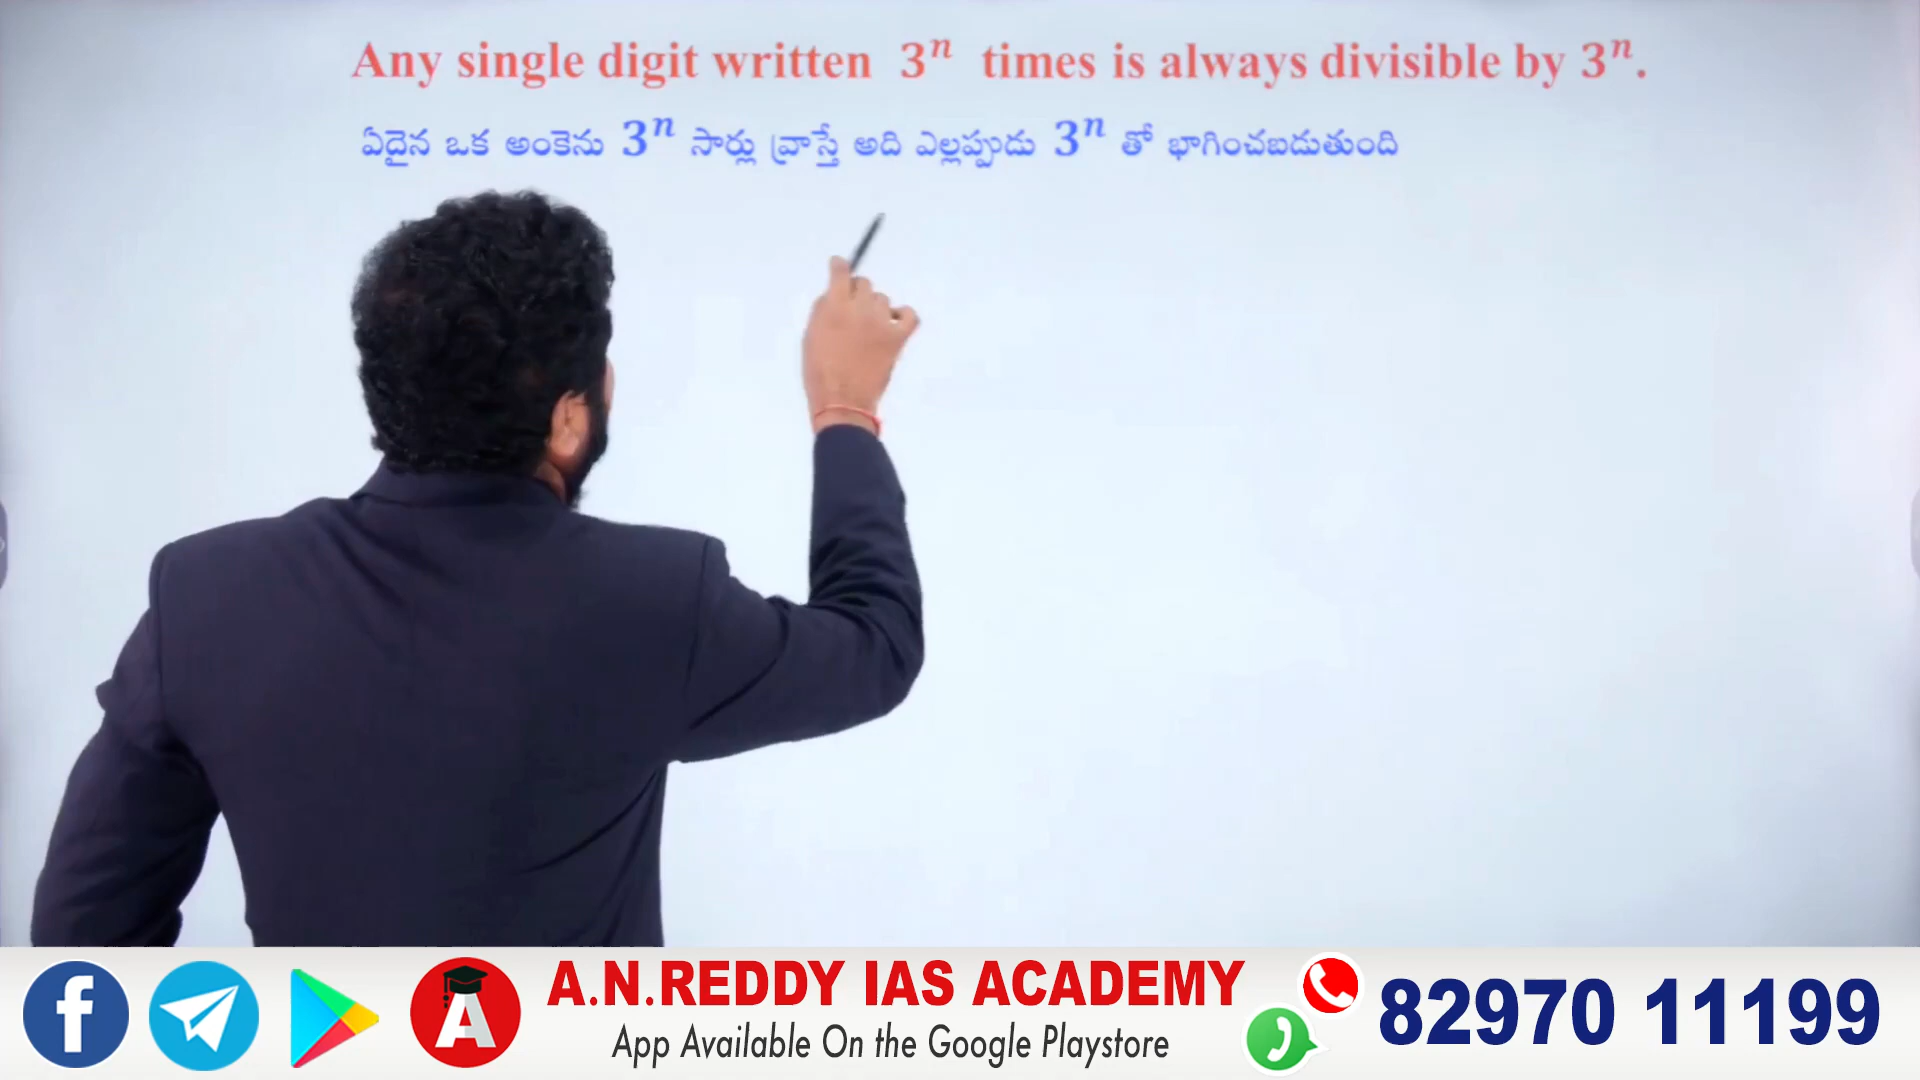 Any single digit written 3ⁿ times is always divisible by 3ⁿ.
ఏదైన ఒక అంకెను 3ⁿ సార్లు వ్రాస్తే అది ఎల్లప్పుడు 3ⁿ తో భాగించబడుతుంది
A.N.REDDY IAS ACADEMY
App Available On the Google Playstore
82970 11199